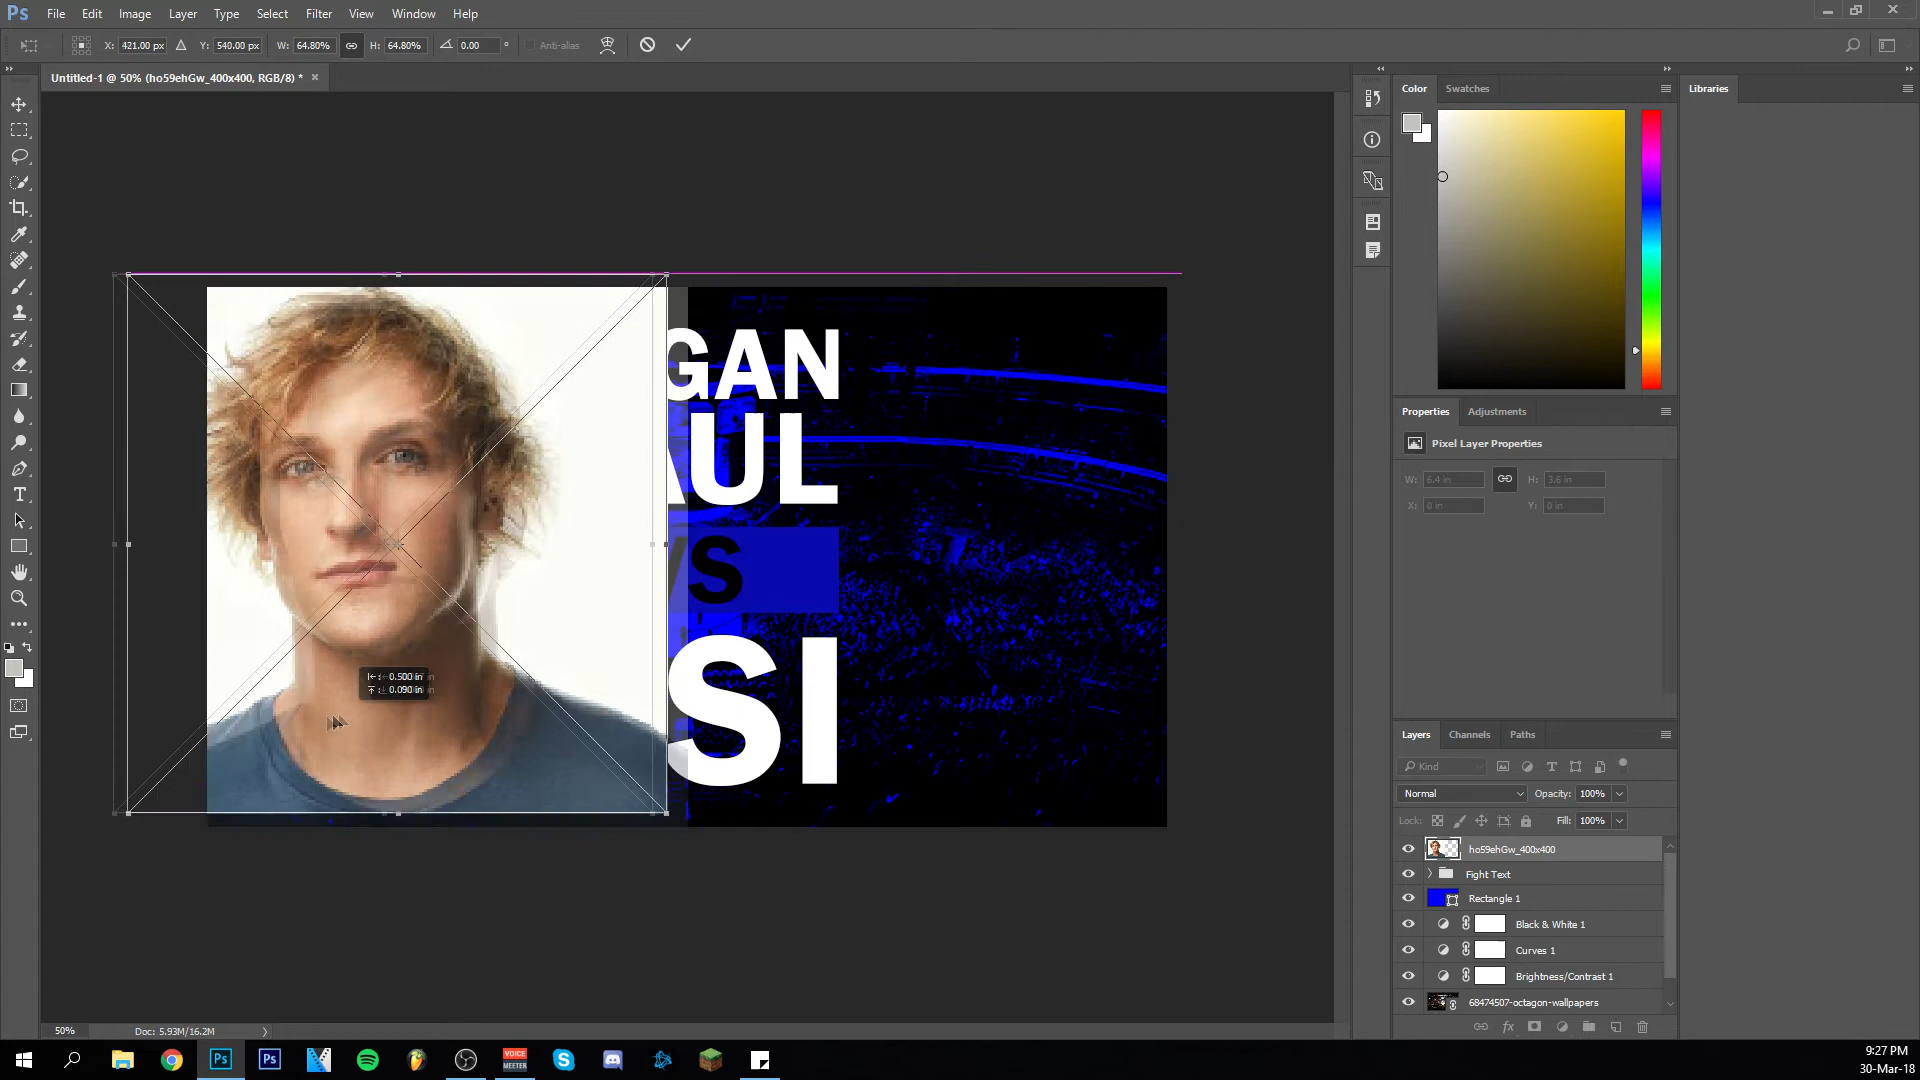 Ps File Edit Image Layer Type Select Filter View Window Help
X: 421.00 px Y: 540.00 px W: 64.80% H: 64.80% 0.00 ° Anti-alias
Untitled-1 @ 50% (ho59ehGw_400x400, RGB/8) * ×
Color Swatches
Libraries
GAN
AUL
VS
SI
0.500 in
0.090 in
Properties Adjustments
Pixel Layer Properties
W: 6.4 in H: 3.6 in
X: 0 in Y: 0 in
Layers Channels Paths
Kind
Normal Opacity: 100%
Lock: Fill: 100%
ho59ehGw_400x400
Fight Text
Rectangle 1
Black & White 1
Curves 1
Brightness/Contrast 1
68474507-octagon-wallpapers
fx
50% Doc: 5.93M/16.2M
Ps Ps VOICE
MEETER
9:27 PM
30-Mar-18